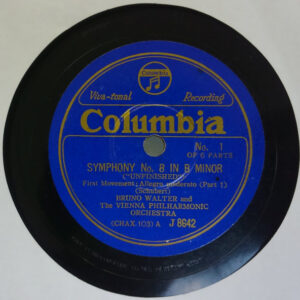 Columbia
Viva-tonal Recording
Columbia
No. 1
OF 6 PARTS
SYMPHONY No. 8 IN B MINOR
("UNFINISHED")
First Movement; Allegro moderato (Part 1)
(Schubert)
BRUNO WALTER and
The VIENNA PHILHARMONIC
ORCHESTRA
(CHAX-103) A J 8642